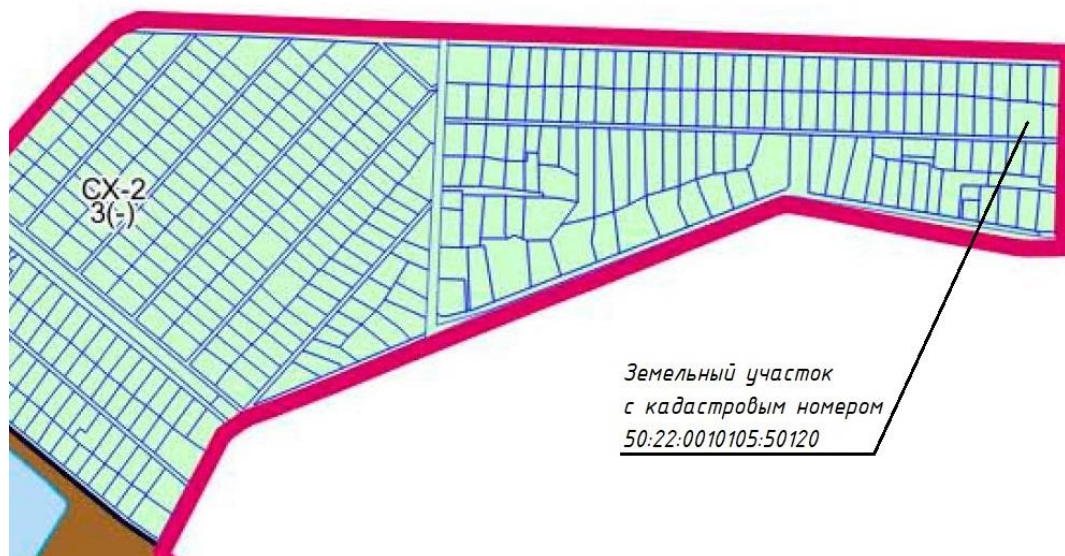 СХ-2
3(-)
Земельный участок
с кадастровым номером
50:22:0010105:50120